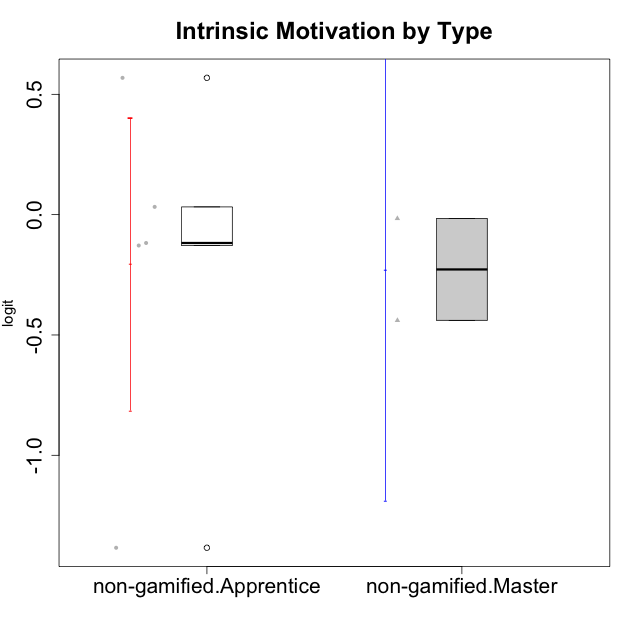 Intrinsic Motivation by Type
logit
0.5
0.0
-0.5
-1.0
non-gamified.Apprentice
non-gamified.Master